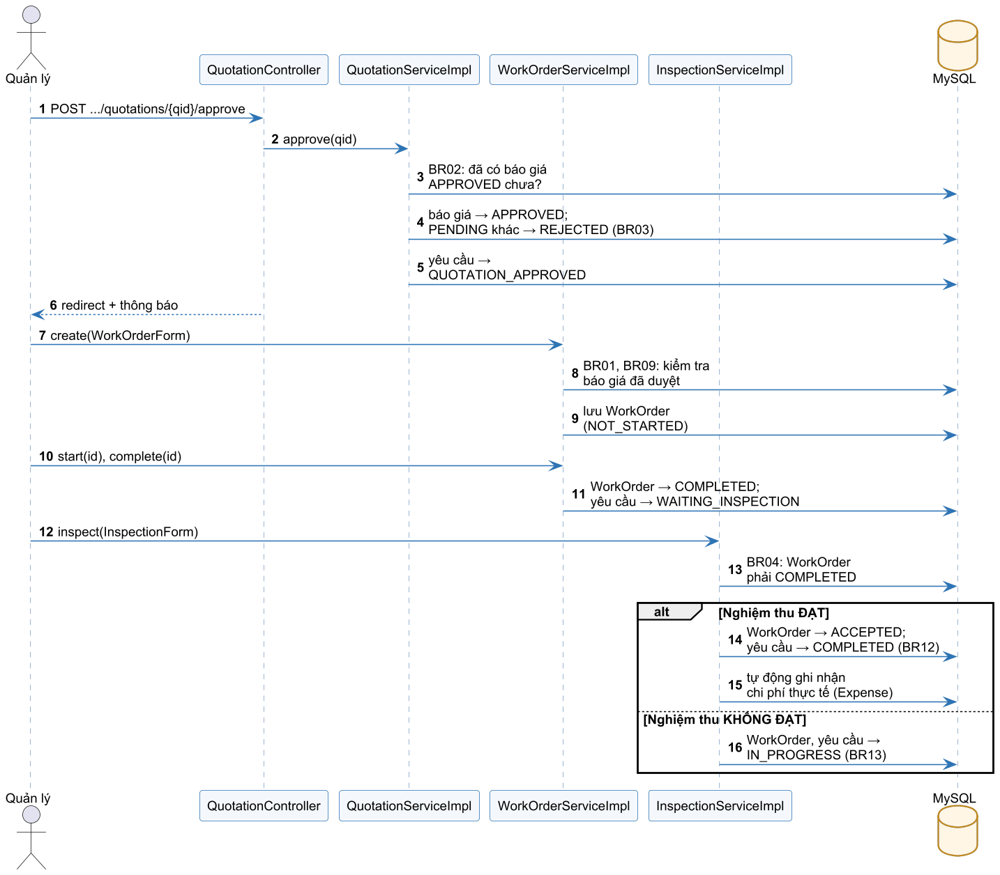 Quản lý
QuotationController
QuotationServiceImpl
WorkOrderServiceImpl
InspectionServiceImpl
MySQL
1 POST .../quotations/{qid}/approve
2 approve(qid)
3 BR02: đã có báo giá
APPROVED chưa?
4 báo giá → APPROVED;
PENDING khác → REJECTED (BR03)
5 yêu cầu →
QUOTATION_APPROVED
6 redirect + thông báo
7 create(WorkOrderForm)
8 BR01, BR09: kiểm tra
báo giá đã duyệt
9 lưu WorkOrder
(NOT_STARTED)
10 start(id), complete(id)
11 WorkOrder → COMPLETED;
yêu cầu → WAITING_INSPECTION
12 inspect(InspectionForm)
13 BR04: WorkOrder
phải COMPLETED
alt [Nghiệm thu ĐẠT]
14 WorkOrder → ACCEPTED;
yêu cầu → COMPLETED (BR12)
15 tự động ghi nhận
chi phí thực tế (Expense)
[Nghiệm thu KHÔNG ĐẠT]
16 WorkOrder, yêu cầu →
IN_PROGRESS (BR13)
Quản lý
QuotationController
QuotationServiceImpl
WorkOrderServiceImpl
InspectionServiceImpl
MySQL